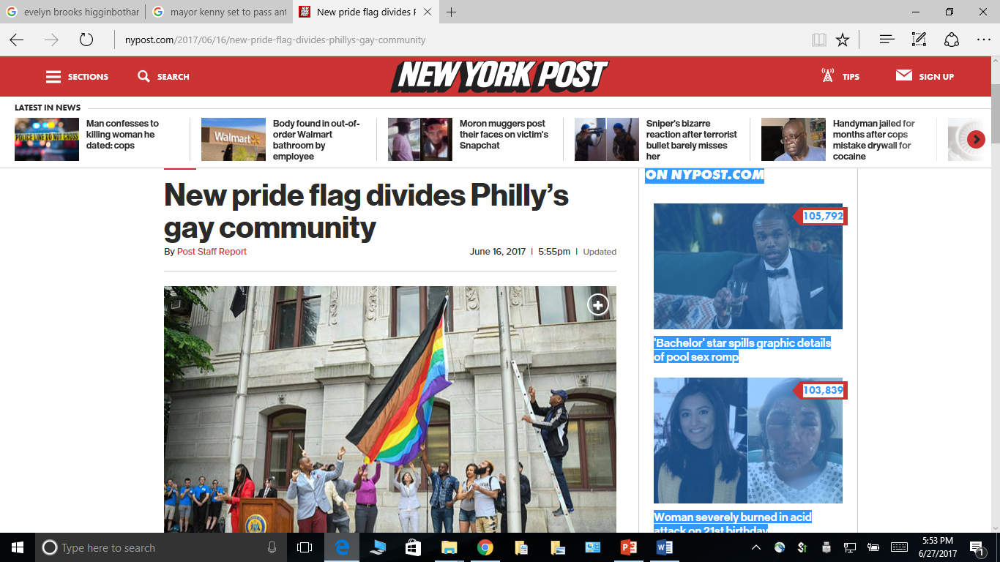 evelyn brooks higginbothar
mayor kenny set to pass ant
New pride flag divides P
nypost.com/2017/06/16/new-pride-flag-divides-phillys-gay-community
SECTIONS
SEARCH
NEW YORK POST
TIPS
SIGN UP
LATEST IN NEWS
POLICE LINE DO NOT CROSS
Man confesses to
killing woman he
dated: cops
Walmart
Body found in out-of-
order Walmart
bathroom by
employee
Moron muggers post
their faces on victim's
Snapchat
Sniper's bizarre
reaction after terrorist
bullet barely misses
her
Handyman jailed for
months after cops
mistake drywall for
cocaine
New pride flag divides Philly's
gay community
By Post Staff Report
June 16, 2017 | 5:55pm | Updated
ON NYPOST.COM
105,792
'Bachelor' star spills graphic details
of pool sex romp
103,839
Woman severely burned in acid
attack on 21st birthday
Type here to search
5:53 PM
6/27/2017
1